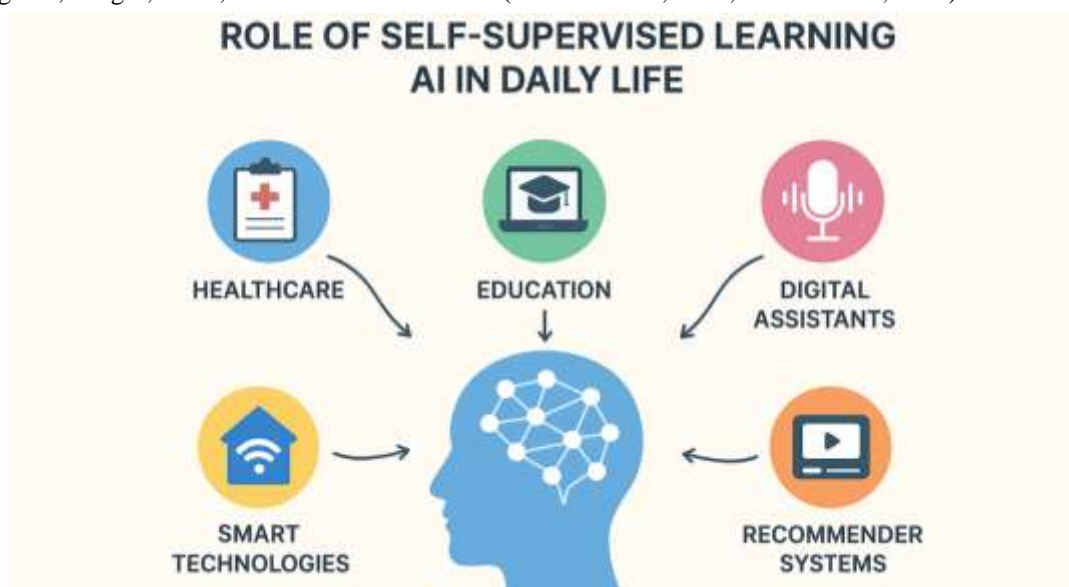 ROLE OF SELF-SUPERVISED LEARNING
AI IN DAILY LIFE
HEALTHCARE
EDUCATION
DIGITAL
ASSISTANTS
SMART
TECHNOLOGIES
RECOMMENDER
SYSTEMS